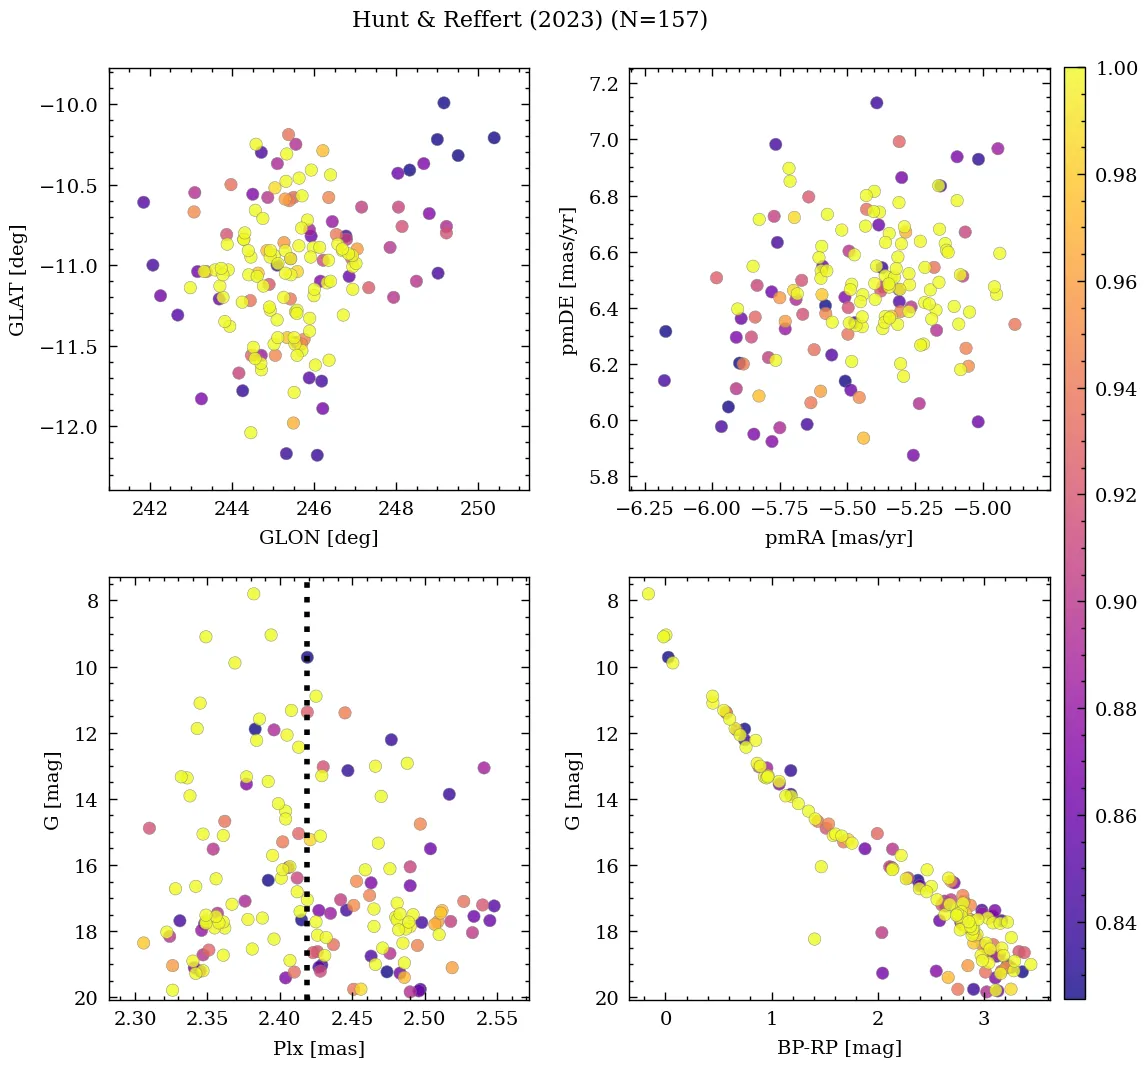 Hunt & Reffert (2023) (N=157)
−10.0
−10.5
−11.0
−11.5
−12.0
GLAT [deg]
242 244 246 248 250
GLON [deg]
7.2
7.0
6.8
6.6
6.4
6.2
6.0
5.8
pmDE [mas/yr]
−6.25 −6.00 −5.75 −5.50 −5.25 −5.00
pmRA [mas/yr]
8
10
12
14
16
18
20
G [mag]
2.30 2.35 2.40 2.45 2.50 2.55
Plx [mas]
8
10
12
14
16
18
20
G [mag]
0 1 2 3
BP-RP [mag]
1.00
0.98
0.96
0.94
0.92
0.90
0.88
0.86
0.84